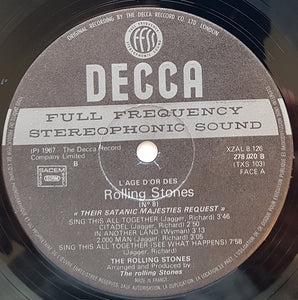 ORIGINAL RECORDING BY THE DECCA RECORD CO LTD LONDON
FFSS
DECCA
FULL FREQUENCY
STEREOPHONIC SOUND
(P) 1967 - The Decca Record
Company Limited
B
XZAL 8.126
278.020 B
(TXS 103)
FACE A
SACEM
L'AGE D'OR DES
Rolling Stones
(N° 8)
« THEIR SATANIC MAJESTIES REQUEST »
SING THIS ALL TOGETHER (Jagger, Richard) 3'46
CITADEL (Jagger, Richard) 2'50
IN ANOTHER LAND (Wyman) 3'13
2.000 MAN (Jagger, Richard) 3'05
SING THIS ALL TOGETHER (SEE WHAT HAPPENS) 7'58
(Jagger, Richard)
THE ROLLING STONES
Arranged and Produced by
The rolling Stones
MADE IN FRANCE